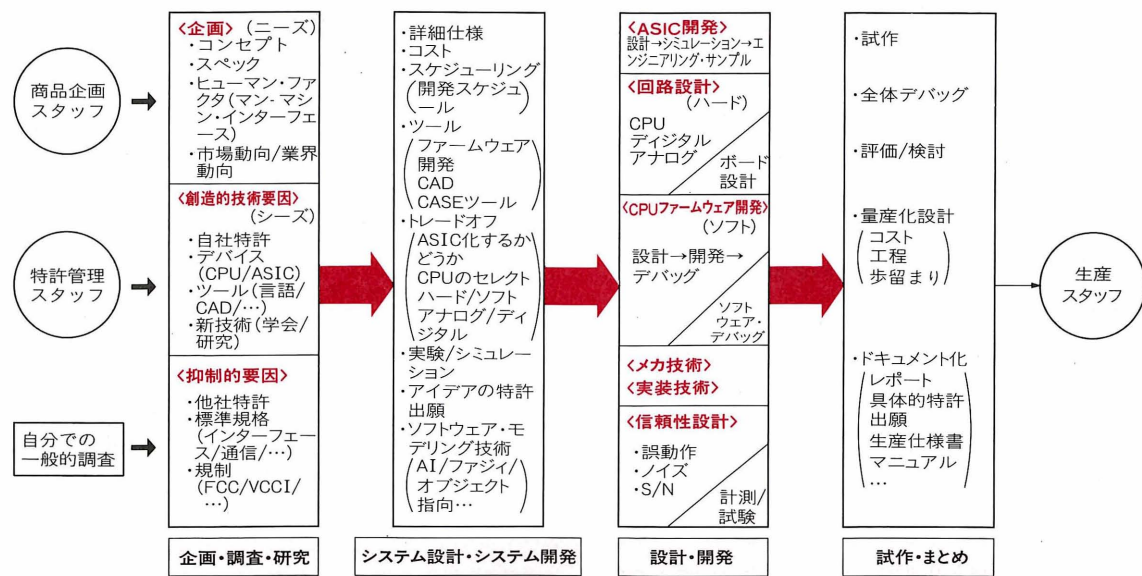 商品企画
スタッフ
特許管理
スタッフ
自分での
一般的調査
〈企画〉(ニーズ)
・コンセプト
・スペック
・ヒューマン・ファ
クタ(マン-マ
シン・インターフ
ェース)
・市場動向/業界
動向
〈創造的技術要因〉
(シーズ)
・自社特許
・デバイス
(CPU/ASIC)
・ツール(言語/
CAD/…)
・新技術(学会/
研究)
〈抑制的要因〉
・他社特許
・標準規格
(インターフェー
ス/通信/…)
・規制
(FCC/VCCI/
…)
企画・調査・研究
・詳細仕様
・コスト
・スケジューリング
(開発スケジュ
ール)
・ツール
(ファームウェア
開発
CAD
CASEツール)
・トレードオフ
(ASIC化するか
どうか
CPUのセレクト
ハード/ソフト
アナログ/ディ
ジタル)
・実験/シミュレー
ション
・アイデアの特許
出願
・ソフトウェア・モ
デリング技術
(AI/ファジィ/
オブジェクト
指向…)
システム設計・システム開発
〈ASIC開発〉
設計→シミュレーション→エ
ンジニアリング・サンプル
〈回路設計〉
(ハード)
CPU
ディジタル
アナログ
ボード
設計
〈CPUファームウェア開発〉
(ソフト)
設計→開発→
デバッグ
ソフト
ウェア・
デバッグ
〈メカ技術〉
〈実装技術〉
〈信頼性設計〉
・誤動作
・ノイズ
・S/N
計測/
試験
設計・開発
・試作
・全体デバッグ
・評価/検討
・量産化設計
(コスト
工程
歩留まり)
・ドキュメント化
(レポート
具体的特許
出願
生産仕様書
マニュアル
…)
試作・まとめ
生産
スタッフ